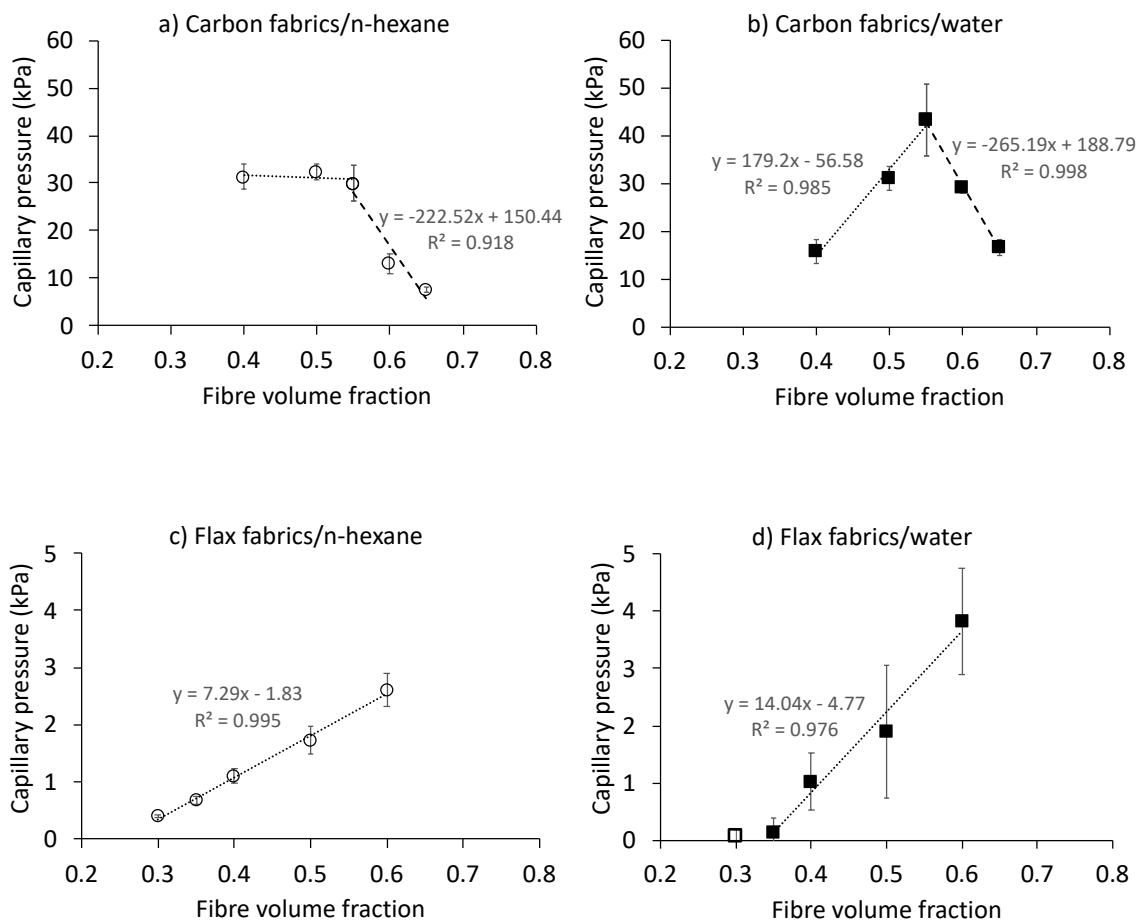 a) Carbon fabrics/n-hexane
Capillary pressure (kPa)
60
50
40
30
20
10
0
y = -222.52x + 150.44
R² = 0.918
0.2 0.3 0.4 0.5 0.6 0.7 0.8
Fibre volume fraction
b) Carbon fabrics/water
Capillary pressure (kPa)
60
50
40
30
20
10
0
y = 179.2x - 56.58
R² = 0.985
y = -265.19x + 188.79
R² = 0.998
0.2 0.3 0.4 0.5 0.6 0.7 0.8
Fibre volume fraction
c) Flax fabrics/n-hexane
Capillary pressure (kPa)
5
4
3
2
1
0
y = 7.29x - 1.83
R² = 0.995
0.2 0.3 0.4 0.5 0.6 0.7 0.8
Fibre volume fraction
d) Flax fabrics/water
Capillary pressure (kPa)
5
4
3
2
1
0
y = 14.04x - 4.77
R² = 0.976
0.2 0.3 0.4 0.5 0.6 0.7 0.8
Fibre volume fraction